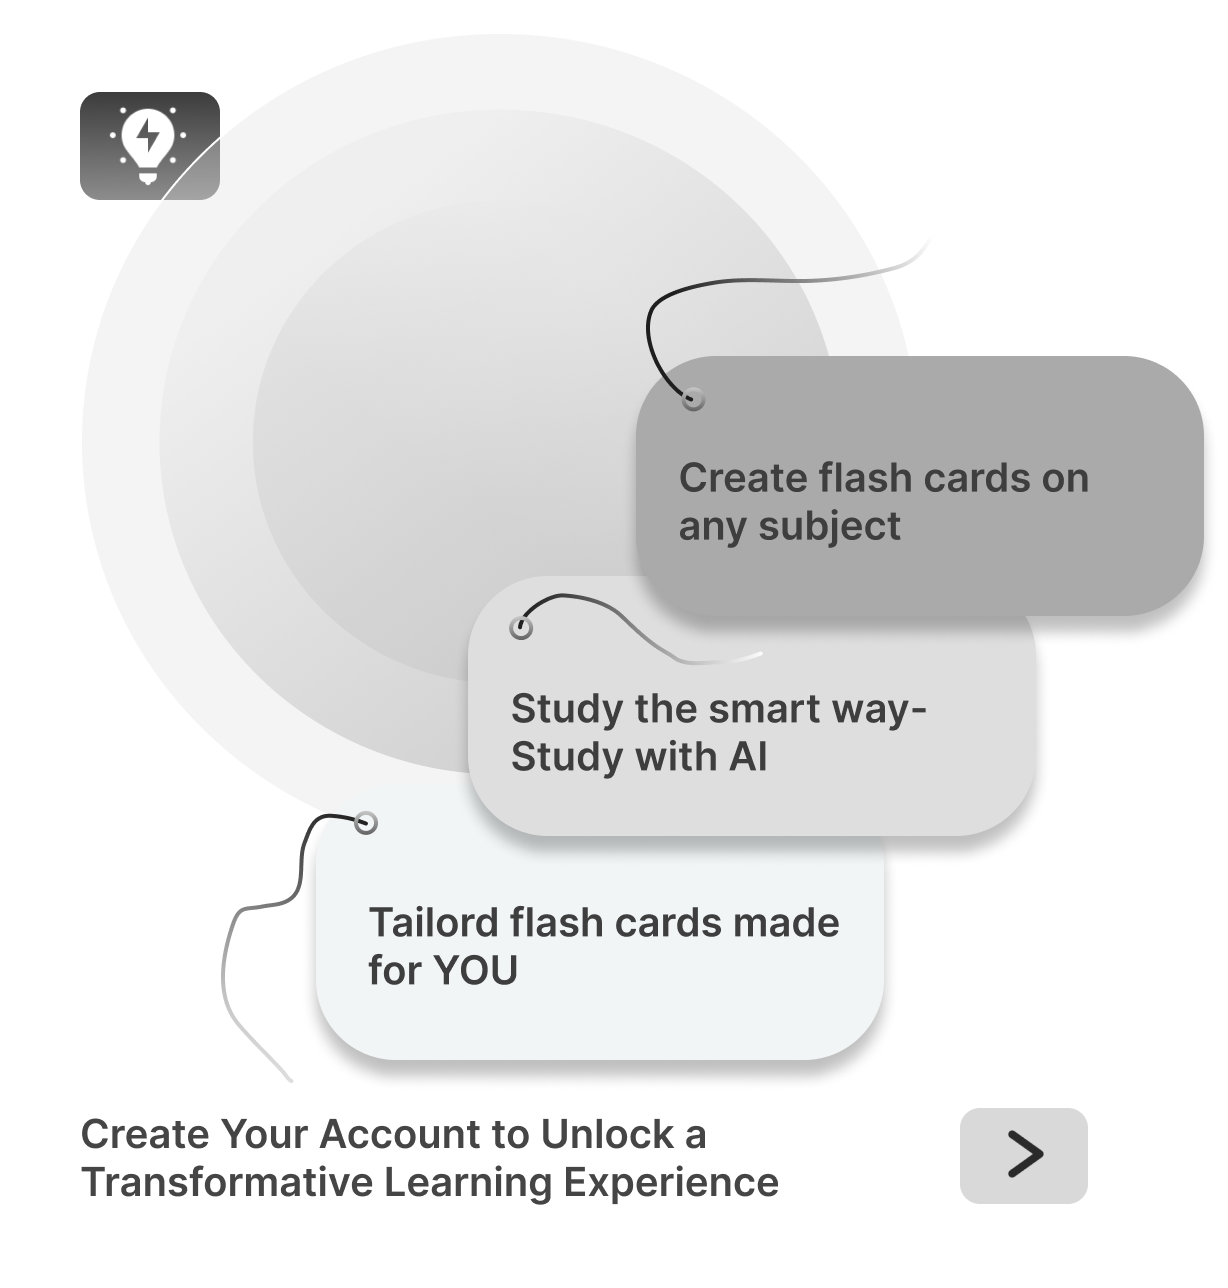 Create flash cards on
any subject
Study the smart way-
Study with AI
Tailord flash cards made
for YOU
Create Your Account to Unlock a
Transformative Learning Experience